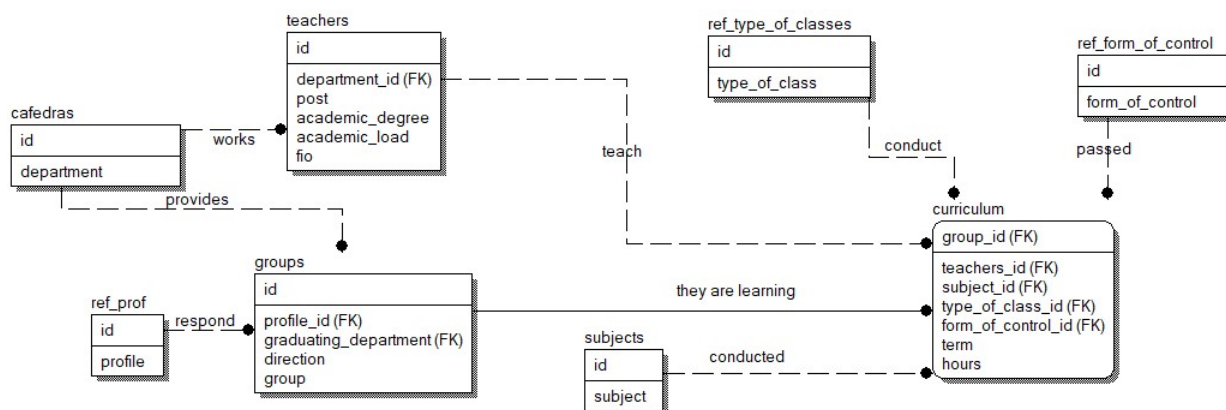 teachers
id
department_id (FK)
post
academic_degree
academic_load
fio
ref_type_of_classes
id
type_of_class
ref_form_of_control
id
form_of_control
cafedras
id
department
works
teach
conduct
passed
provides
curriculum
group_id (FK)
teachers_id (FK)
subject_id (FK)
type_of_class_id (FK)
form_of_control_id (FK)
term
hours
groups
id
profile_id (FK)
graduating_department (FK)
direction
group
they are learning
ref_prof
id
profile
respond
subjects
id
subject
conducted